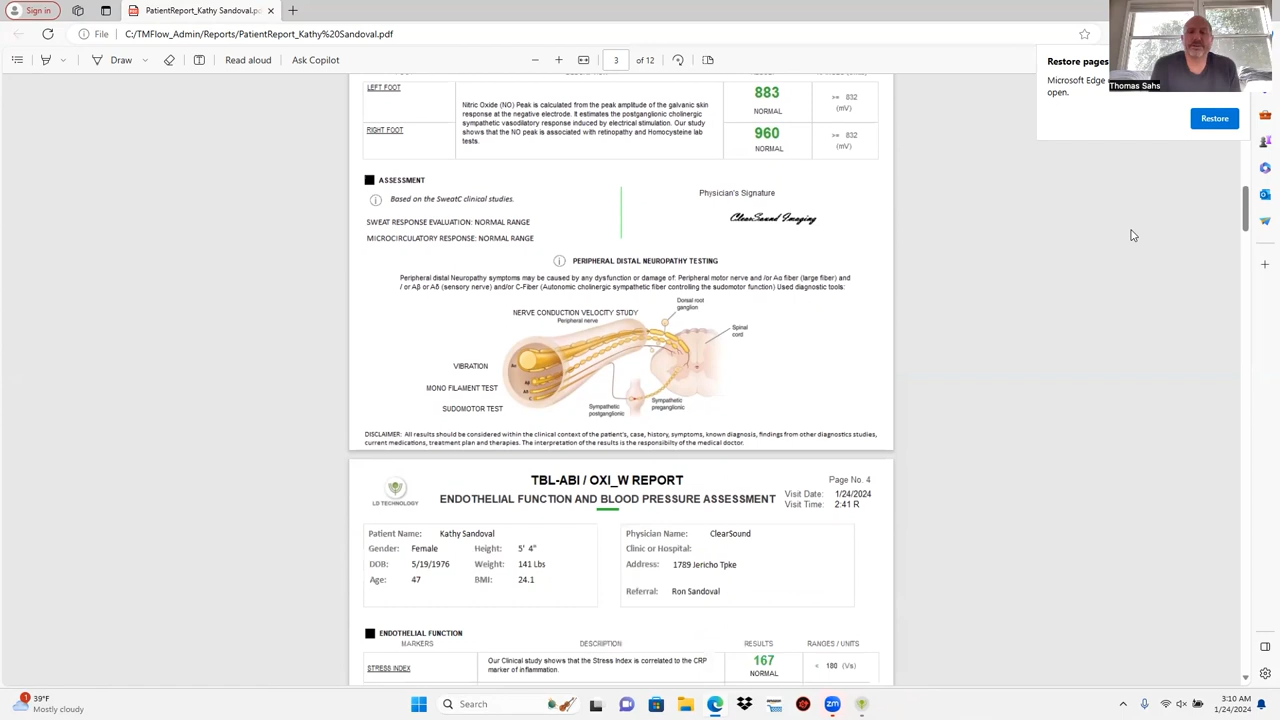 Sign in
PatientReport_Kathy Sandoval.pd
File
C:/TMFlow_Admin/Reports/PatientReport_Kathy%20Sandoval.pdf
Draw
Read aloud
Ask Copilot
3
of 12
Restore pages
Microsoft Edge
open.
Restore
Thomas Sahs
LEFT FOOT
RIGHT FOOT
Nitric Oxide (NO) Peak is calculated from the peak amplitude of the galvanic skin
response at the negative electrode. It estimates the postganglionic cholinergic
sympathetic vasodilatory response induced by electrical stimulation. Our study
shows that the NO peak is associated with retinopathy and Homocysteine lab
tests.
883
NORMAL
>= 832
(mV)
960
NORMAL
>= 832
(mV)
ASSESSMENT
Based on the SweatC clinical studies.
SWEAT RESPONSE EVALUATION: NORMAL RANGE
MICROCIRCULATORY RESPONSE: NORMAL RANGE
Physician's Signature
ClearSound Imaging
PERIPHERAL DISTAL NEUROPATHY TESTING
Peripheral distal Neuropathy symptoms may be caused by any dysfunction or damage of: Peripheral motor nerve and /or Aα fiber (large fiber) and
/ or Aβ or Aδ (sensory nerve) and/or C-Fiber (Autonomic cholinergic sympathetic fiber controlling the sudomotor function) Used diagnostic tools:
NERVE CONDUCTION VELOCITY STUDY
Peripheral nerve
Dorsal root
ganglion
Spinal
cord
VIBRATION
MONO FILAMENT TEST
SUDOMOTOR TEST
Sympathetic
postganglionic
Sympathetic
preganglionic
DISCLAIMER: All results should be considered within the clinical context of the patient's, case, history, symptoms, known diagnosis, findings from other diagnostics studies,
current medications, treatment plan and therapies. The interpretation of the results is the responsibilty of the medical doctor.
LD TECHNOLOGY
TBL-ABI / OXI_W REPORT
ENDOTHELIAL FUNCTION AND BLOOD PRESSURE ASSESSMENT
Page No. 4
Visit Date: 1/24/2024
Visit Time: 2:41 R
Patient Name: Kathy Sandoval
Gender: Female Height: 5' 4"
DOB: 5/19/1976 Weight: 141 Lbs
Age: 47 BMI: 24.1
Physician Name: ClearSound
Clinic or Hospital:
Address: 1789 Jericho Tpke
Referral: Ron Sandoval
ENDOTHELIAL FUNCTION
MARKERS DESCRIPTION: RESULTS RANGES / UNITS
STRESS INDEX
Our Clinical study shows that the Stress Index is correlated to the CRP
marker of inflammation.
167
NORMAL
< 180 (Vs)
1
39°F
Mostly cloudy
Search
zm
3:10 AM
1/24/2024